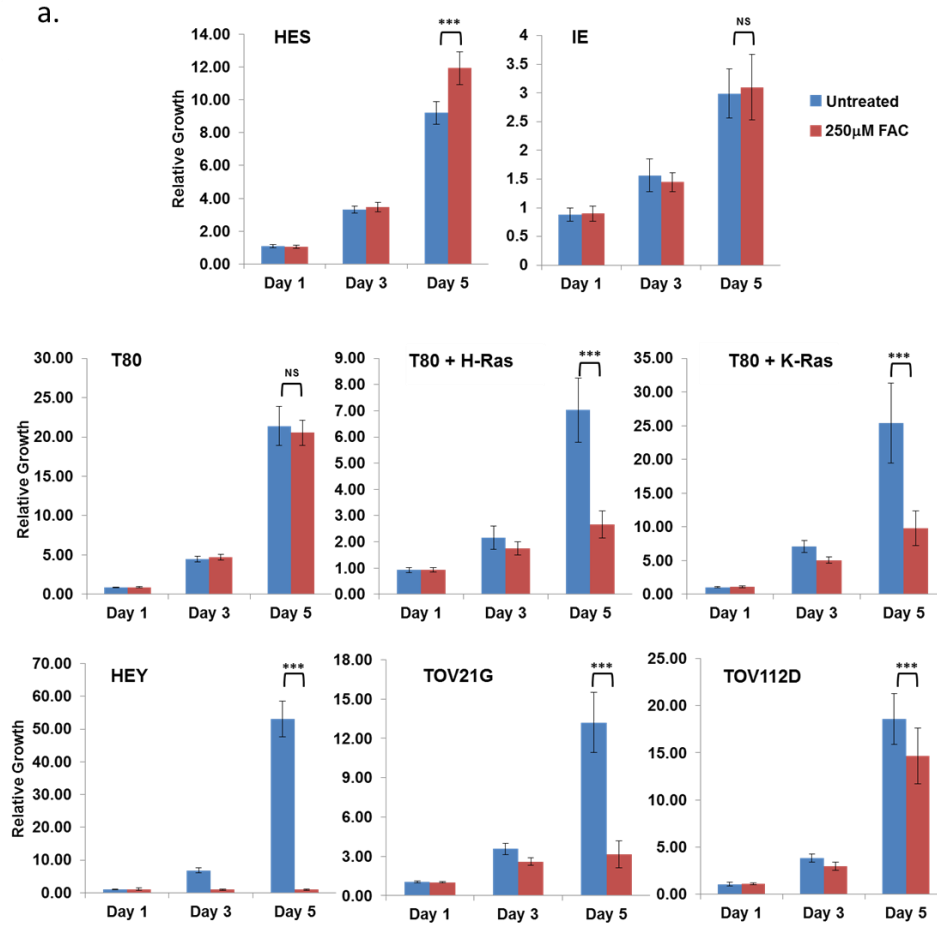 a.
HES
***
Relative Growth
14.00
12.00
10.00
8.00
6.00
4.00
2.00
0.00
Day 1 Day 3 Day 5
IE
NS
4
3.5
3
2.5
2
1.5
1
0.5
0
Day 1 Day 3 Day 5
Untreated
250μM FAC
T80
NS
Relative Growth
30.00
25.00
20.00
15.00
10.00
5.00
0.00
Day 1 Day 3 Day 5
T80 + H-Ras
***
9.00
8.00
7.00
6.00
5.00
4.00
3.00
2.00
1.00
0.00
Day 1 Day 3 Day 5
T80 + K-Ras
***
35.00
30.00
25.00
20.00
15.00
10.00
5.00
0.00
Day 1 Day 3 Day 5
HEY
***
Relative Growth
70.00
60.00
50.00
40.00
30.00
20.00
10.00
0.00
Day 1 Day 3 Day 5
TOV21G
***
18.00
15.00
12.00
9.00
6.00
3.00
0.00
Day 1 Day 3 Day 5
TOV112D
***
25.00
20.00
15.00
10.00
5.00
0.00
Day 1 Day 3 Day 5